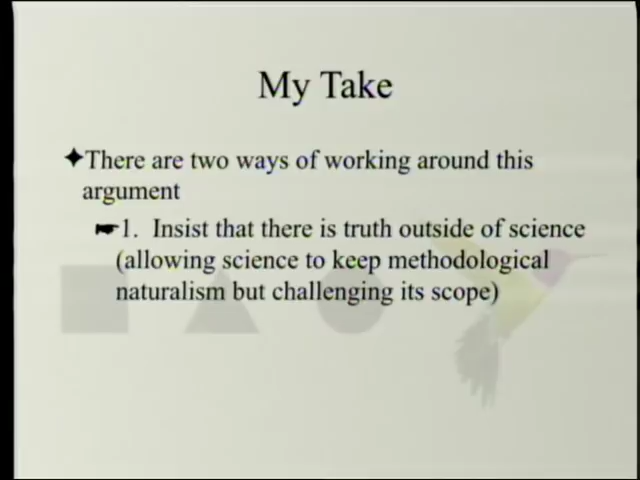 My Take
✦There are two ways of working around this
argument
☛1. Insist that there is truth outside of science
(allowing science to keep methodological
naturalism but challenging its scope)